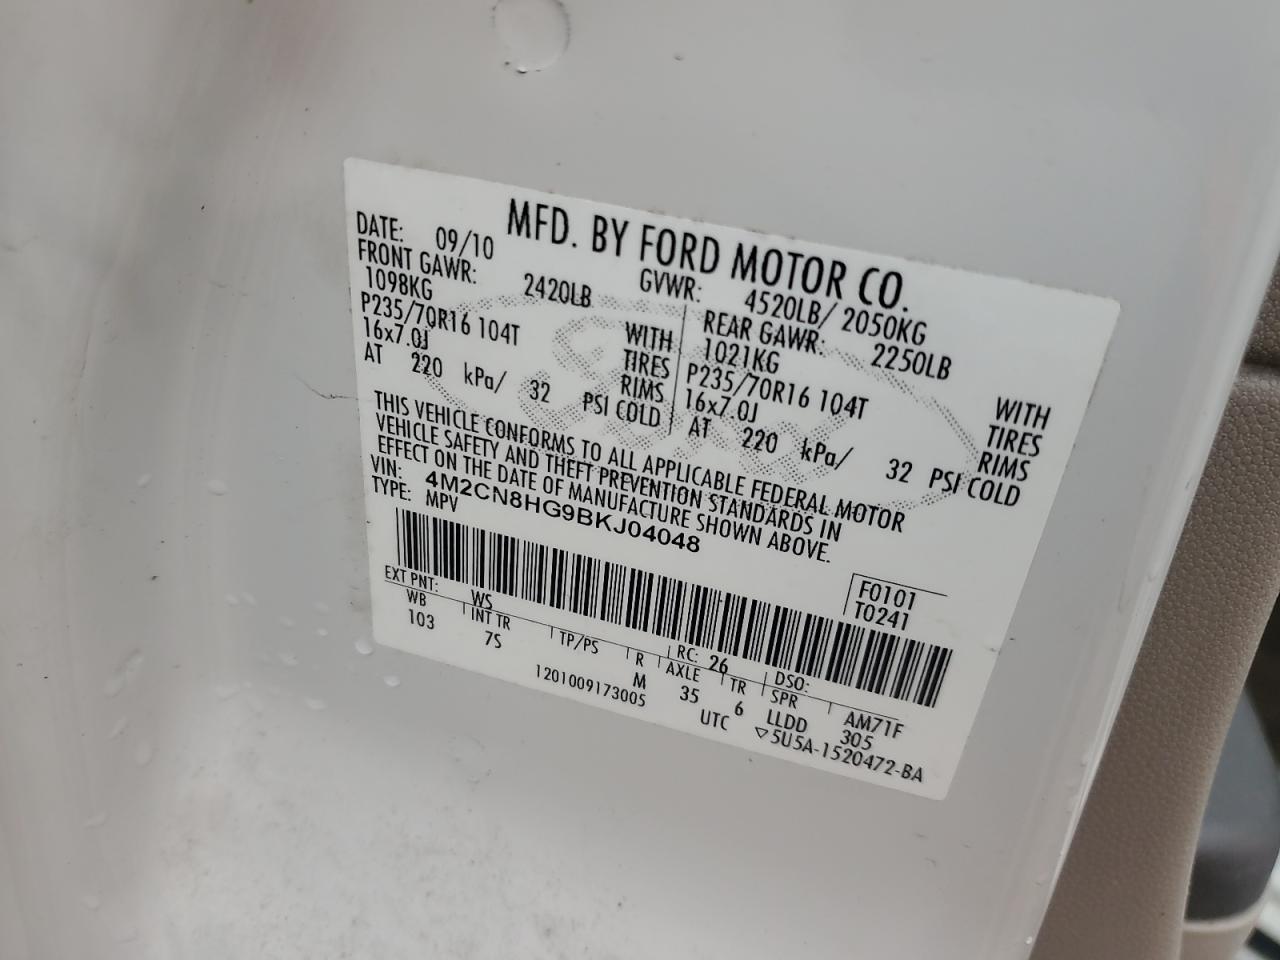 MFD. BY FORD MOTOR CO.
DATE: 09/10 GVWR: 4520LB/ 2050KG
FRONT GAWR: 2420LB REAR GAWR: 2250LB
1098KG WITH 1021KG WITH
P235/70R16 104T TIRES P235/70R16 104T TIRES
16x7.0J RIMS 16x7.0J RIMS
AT 220 kPa/ 32 PSI COLD AT 220 kPa/ 32 PSI COLD
THIS VEHICLE CONFORMS TO ALL APPLICABLE FEDERAL MOTOR
VEHICLE SAFETY AND THEFT PREVENTION STANDARDS IN
EFFECT ON THE DATE OF MANUFACTURE SHOWN ABOVE.
VIN: 4M2CN8HG9BKJ04048
TYPE: MPV
F0101
T0241
EXT PNT: WS RC: 26 DSO:
WB INT TR TP/PS R AXLE TR SPR AM71F
103 7S M 35 6 LLDD 305
1201009173005 UTC ▽5U5A-1520472-BA